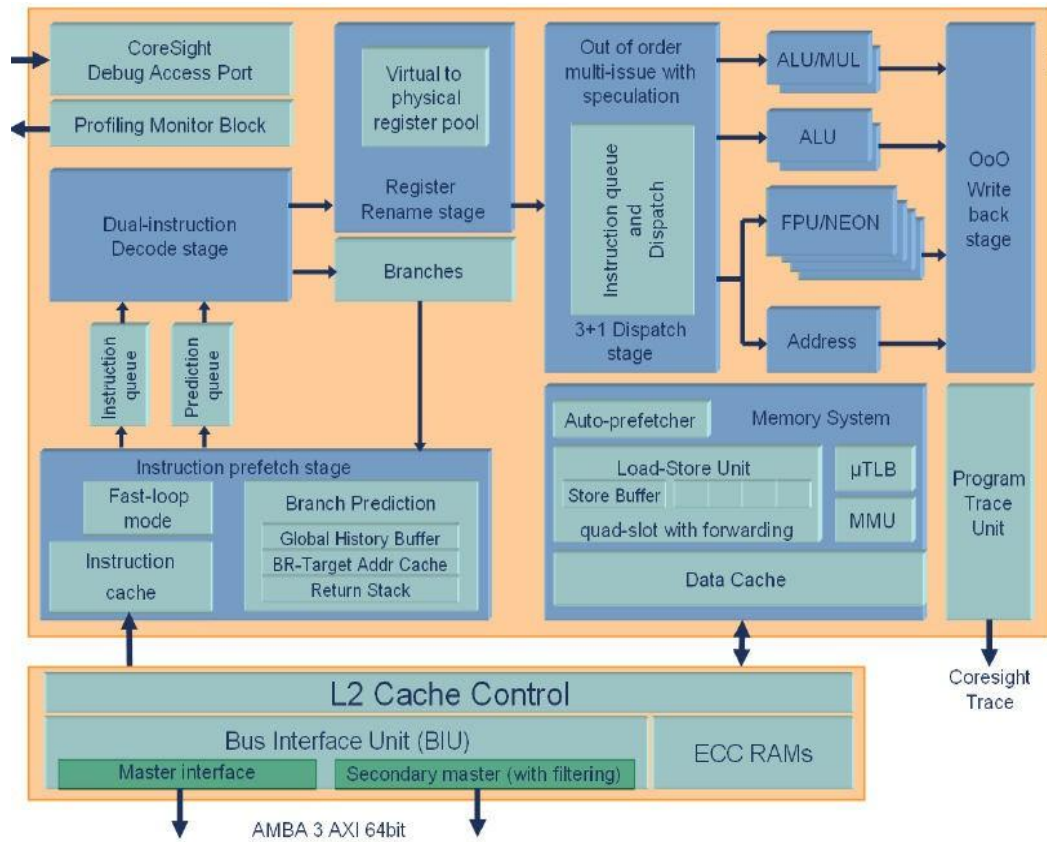 CoreSight
Debug Access Port
Profiling Monitor Block
Dual-instruction
Decode stage
Virtual to
physical
register pool
Register
Rename stage
Branches
Out of order
multi-issue with
speculation
Instruction queue
and
Dispatch
3+1 Dispatch
stage
ALU/MUL
ALU
FPU/NEON
Address
OoO
Write
back
stage
Instruction
queue
Prediction
queue
Instruction prefetch stage
Fast-loop
mode
Instruction
cache
Branch Prediction
Global History Buffer
BR-Target Addr Cache
Return Stack
Auto-prefetcher
Memory System
Load-Store Unit
Store Buffer
quad-slot with forwarding
µTLB
MMU
Data Cache
Program
Trace
Unit
Coresight
Trace
L2 Cache Control
Bus Interface Unit (BIU)
Master interface
Secondary master (with filtering)
ECC RAMs
AMBA 3 AXI 64bit